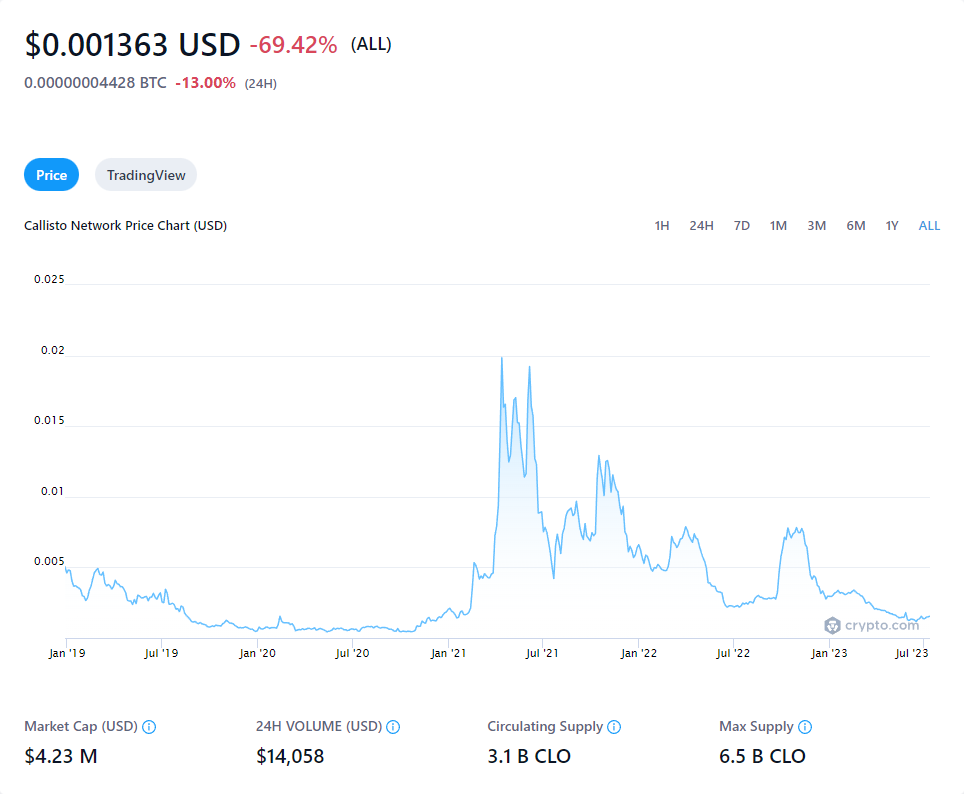 $0.001363 USD -69.42% (ALL)
0.00000004428 BTC -13.00% (24H)
Price TradingView
Callisto Network Price Chart (USD) 1H 24H 7D 1M 3M 6M 1Y ALL
0.025
0.02
0.015
0.01
0.005
crypto.com
Jan '19 Jul '19 Jan '20 Jul '20 Jan '21 Jul '21 Jan '22 Jul '22 Jan '23 Jul '23
Market Cap (USD) 24H VOLUME (USD) Circulating Supply Max Supply
$4.23 M $14,058 3.1 B CLO 6.5 B CLO